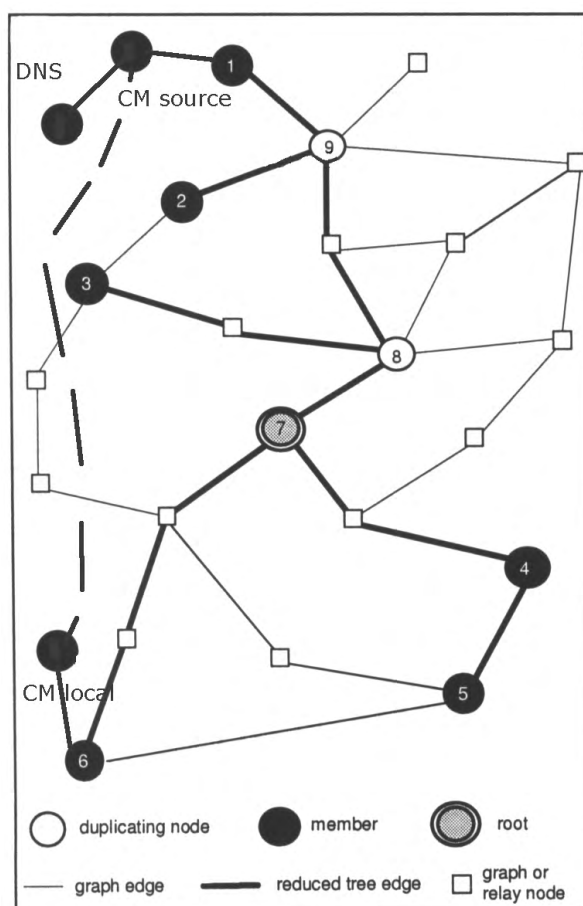 DNS
CM source
1
9
2
3
8
7
4
CM local
5
6
duplicating node
member
root
graph edge
reduced tree edge
graph or
relay node